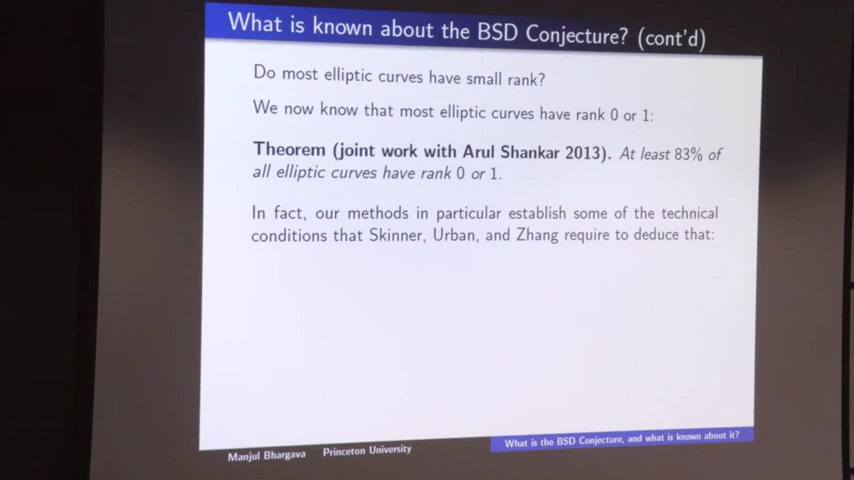 What is known about the BSD Conjecture? (cont'd)
Do most elliptic curves have small rank?
We now know that most elliptic curves have rank 0 or 1:
Theorem (joint work with Arul Shankar 2013). At least 83% of
all elliptic curves have rank 0 or 1.
In fact, our methods in particular establish some of the technical
conditions that Skinner, Urban, and Zhang require to deduce that:
Manjul Bhargava Princeton University
What is the BSD Conjecture, and what is known about it?